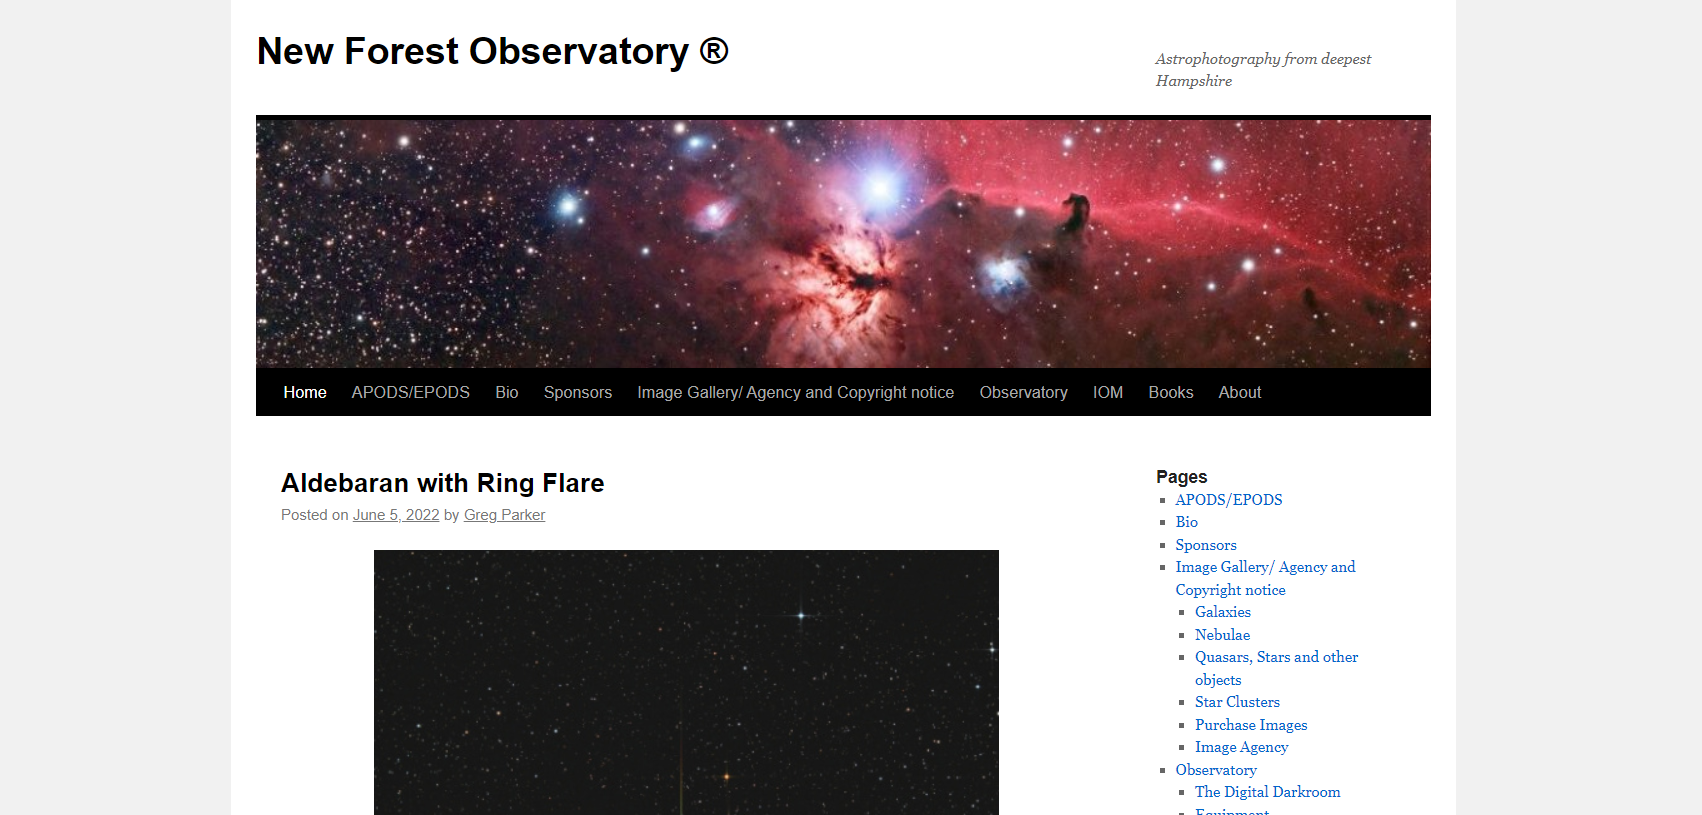 New Forest Observatory ®
Astrophotography from deepest
Hampshire
Home APODS/EPODS Bio Sponsors Image Gallery/ Agency and Copyright notice Observatory IOM Books About
Aldebaran with Ring Flare
Posted on June 5, 2022 by Greg Parker
Pages
APODS/EPODS
Bio
Sponsors
Image Gallery/ Agency and
Copyright notice
Galaxies
Nebulae
Quasars, Stars and other
objects
Star Clusters
Purchase Images
Image Agency
Observatory
The Digital Darkroom
Equipment